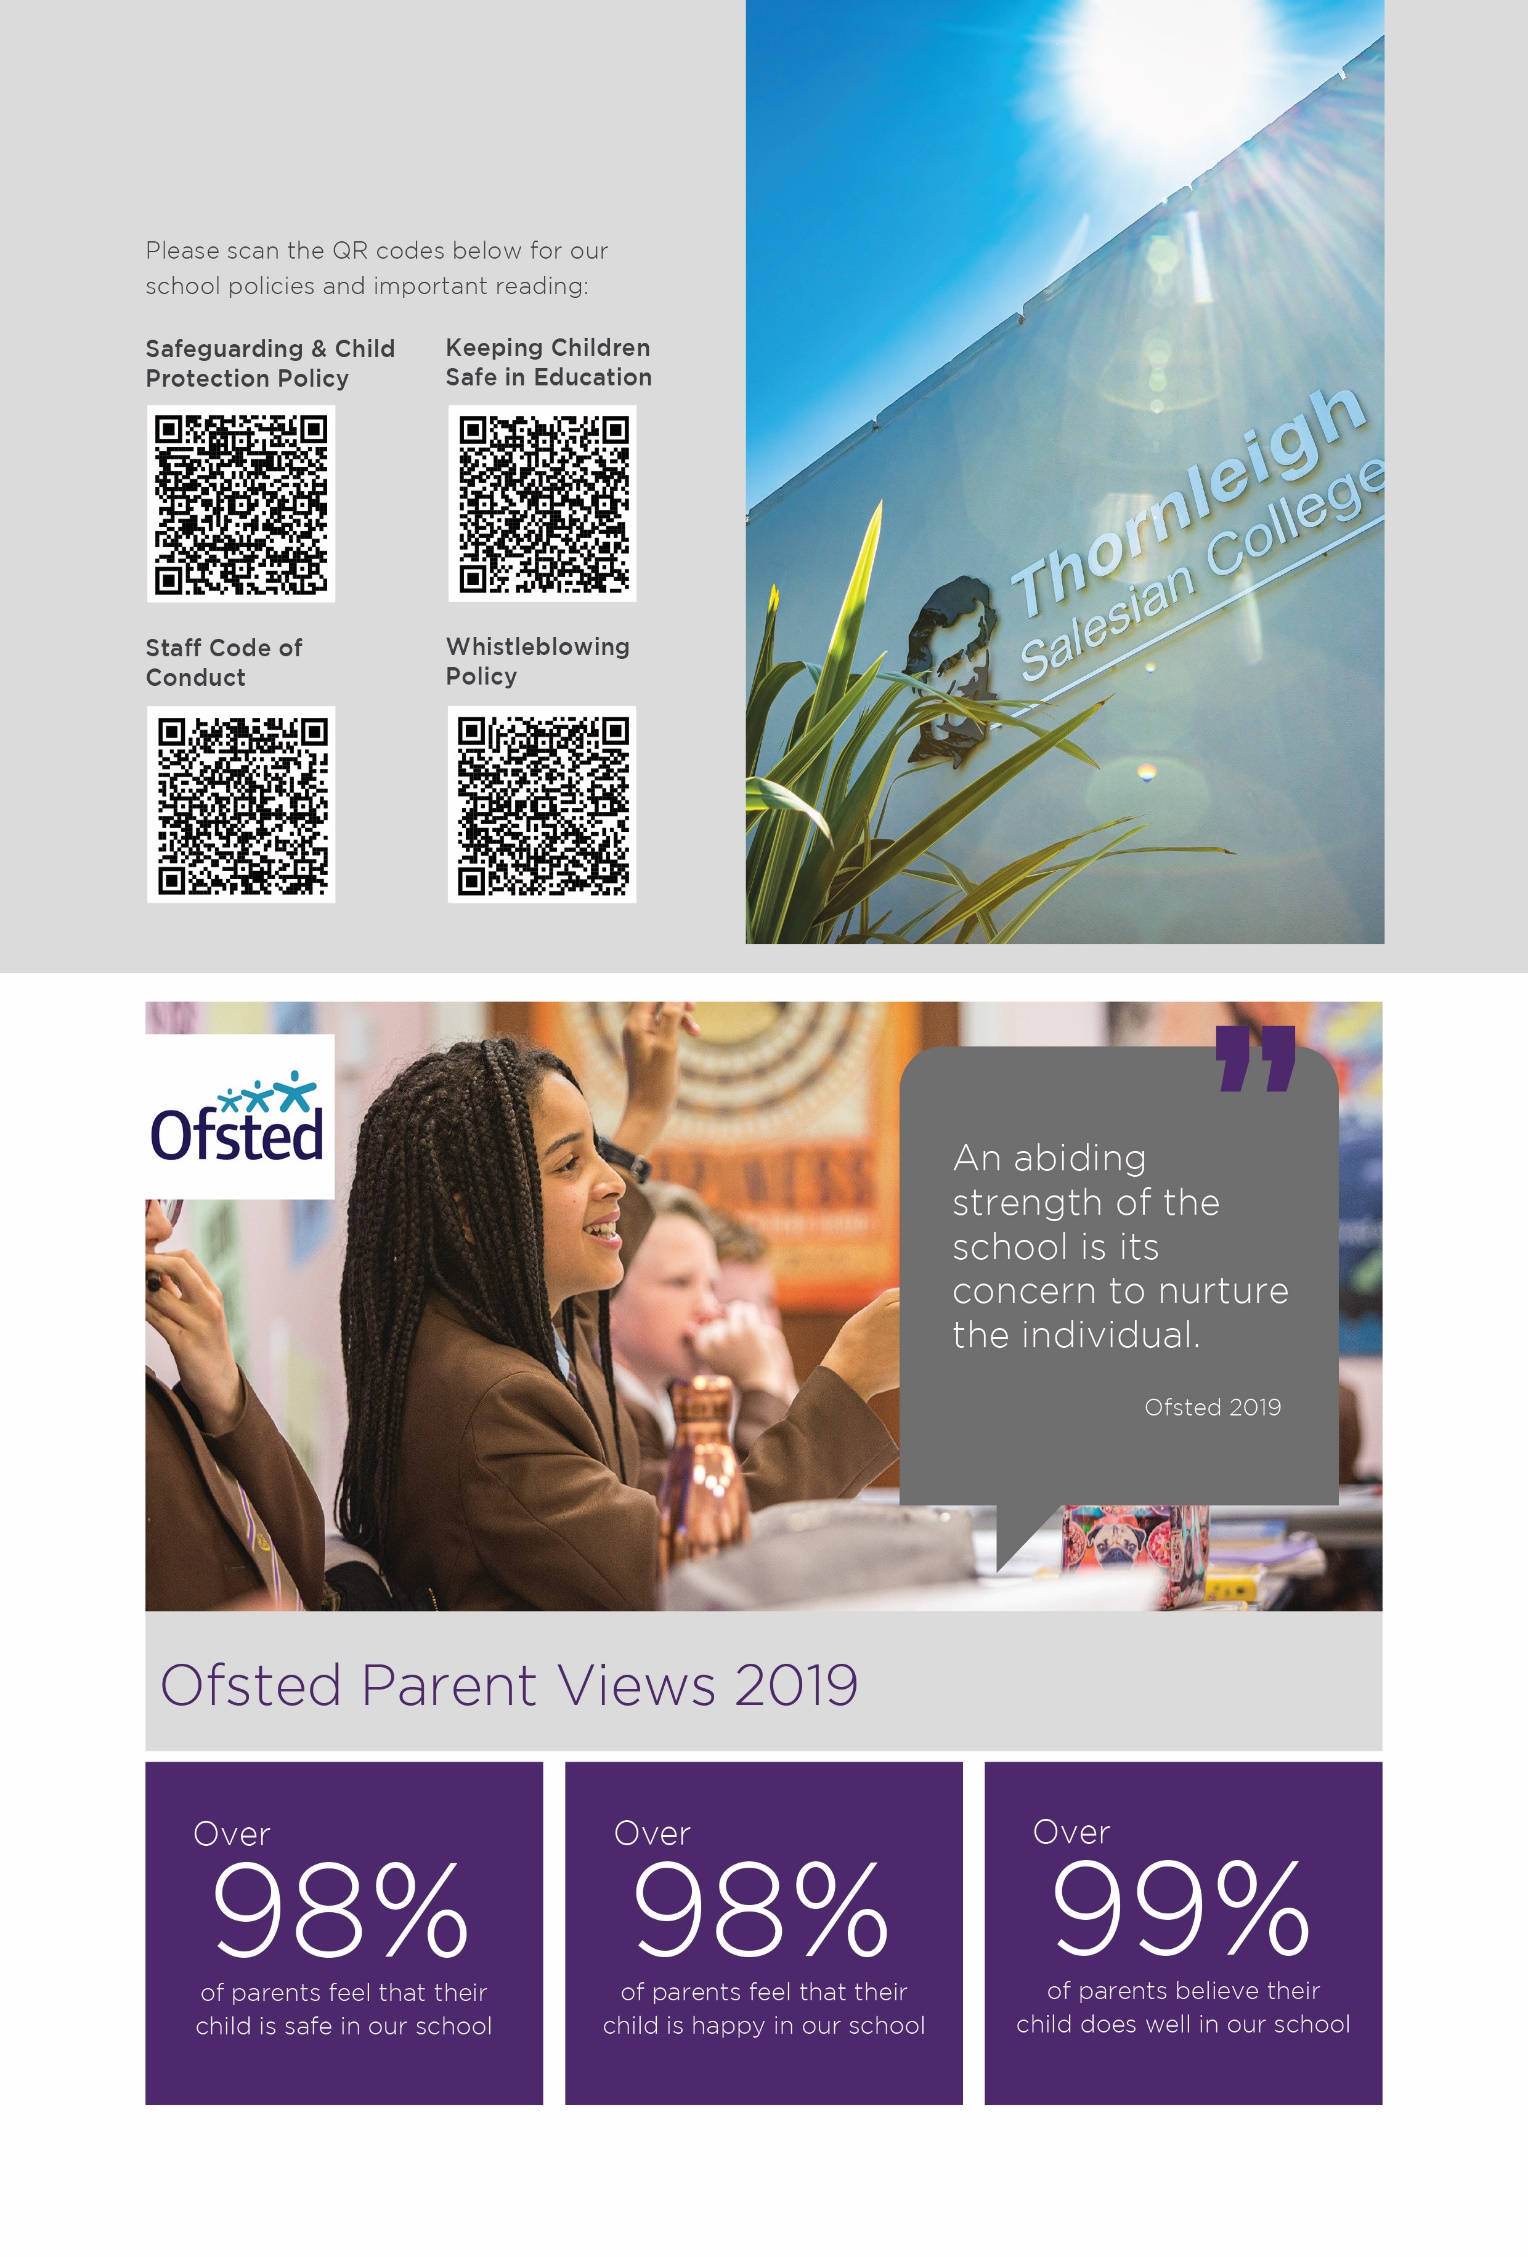 Please scan the QR codes below for our
school policies and important reading:
Safeguarding & Child
Protection Policy
Keeping Children
Safe in Education
Staff Code of
Conduct
Whistleblowing
Policy
Thornleigh
Salesian College
Ofsted
”
An abiding
strength of the
school is its
concern to nurture
the individual.
Ofsted 2019
Ofsted Parent Views 2019
Over
98%
of parents feel that their
child is safe in our school
Over
98%
of parents feel that their
child is happy in our school
Over
99%
of parents believe their
child does well in our school